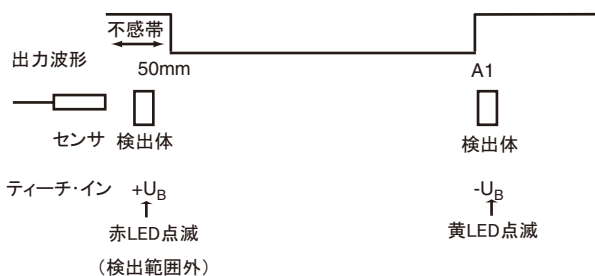 不感帯
出力波形
50mm
A1
センサ 検出体
検出体
ティーチ・イン +UB
-UB
赤LED点滅
黄LED点滅
(検出範囲外)